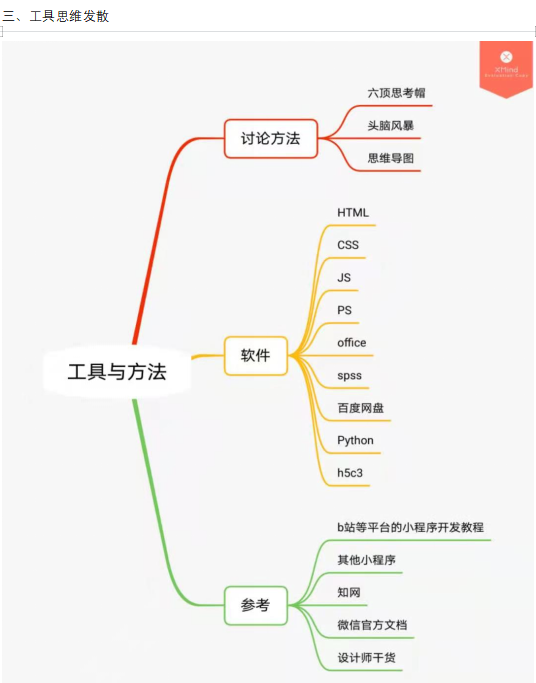 三、工具思维发散
XMind
六顶思考帽
讨论方法
头脑风暴
思维导图
HTML
CSS
JS
PS
软件
office
工具与方法
spss
百度网盘
Python
h5c3
b站等平台的小程序开发教程
其他小程序
知网
参考
微信官方文档
设计师干货